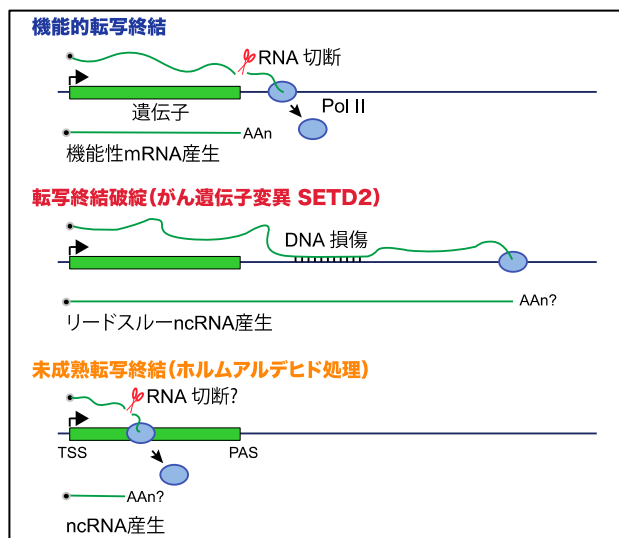 機能的転写終結
RNA 切断
遺伝子
Pol II
AAn
機能性mRNA産生
転写終結破綻(がん遺伝子変異 SETD2)
DNA 損傷
AAn?
リードスルーncRNA産生
未成熟転写終結(ホルムアルデヒド処理)
RNA 切断?
TSS
PAS
AAn?
ncRNA産生